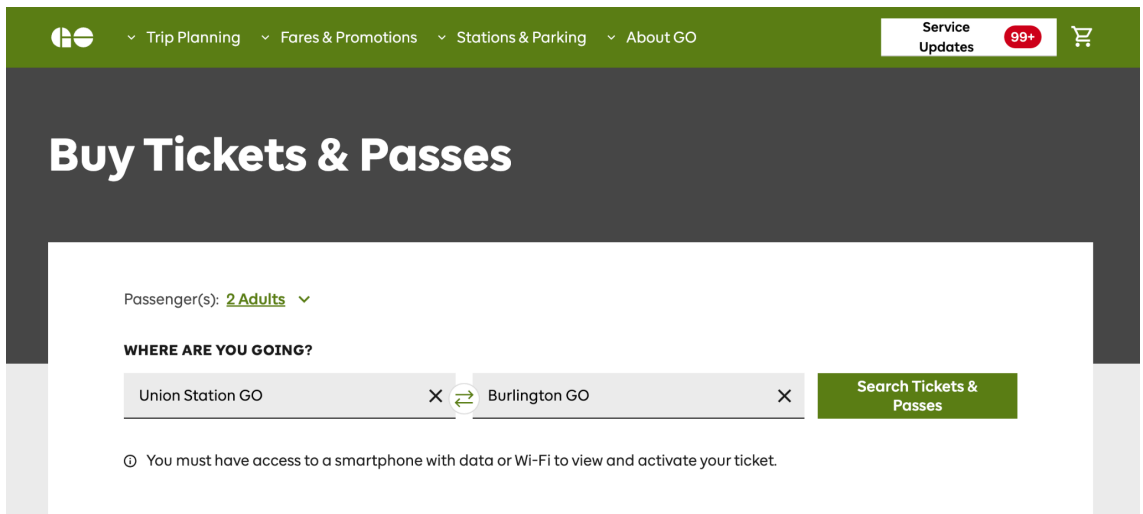 GO
Trip Planning
Fares & Promotions
Stations & Parking
About GO
Service
Updates
99+
Buy Tickets & Passes
Passenger(s): 2 Adults
WHERE ARE YOU GOING?
Union Station GO
Burlington GO
Search Tickets &
Passes
You must have access to a smartphone with data or Wi-Fi to view and activate your ticket.